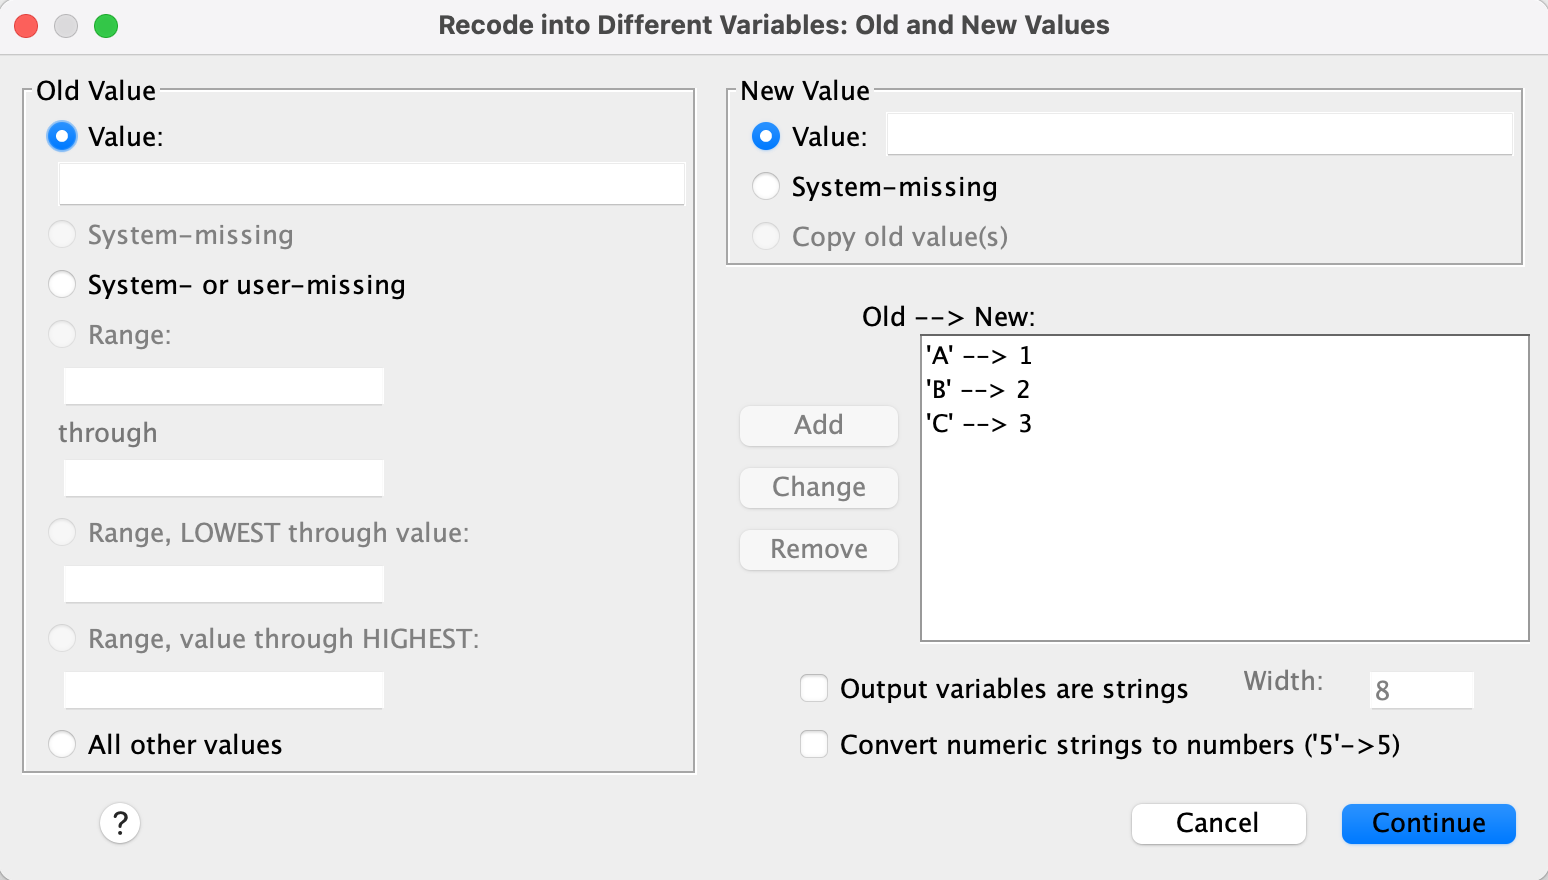 Recode into Different Variables: Old and New Values
Old Value
Value:
System-missing
System- or user-missing
Range:
through
Range, LOWEST through value:
Range, value through HIGHEST:
All other values
New Value
Value:
System-missing
Copy old value(s)
Old --> New:
'A' --> 1
'B' --> 2
'C' --> 3
Add
Change
Remove
Output variables are strings Width: 8
Convert numeric strings to numbers ('5'->5)
?
Cancel
Continue